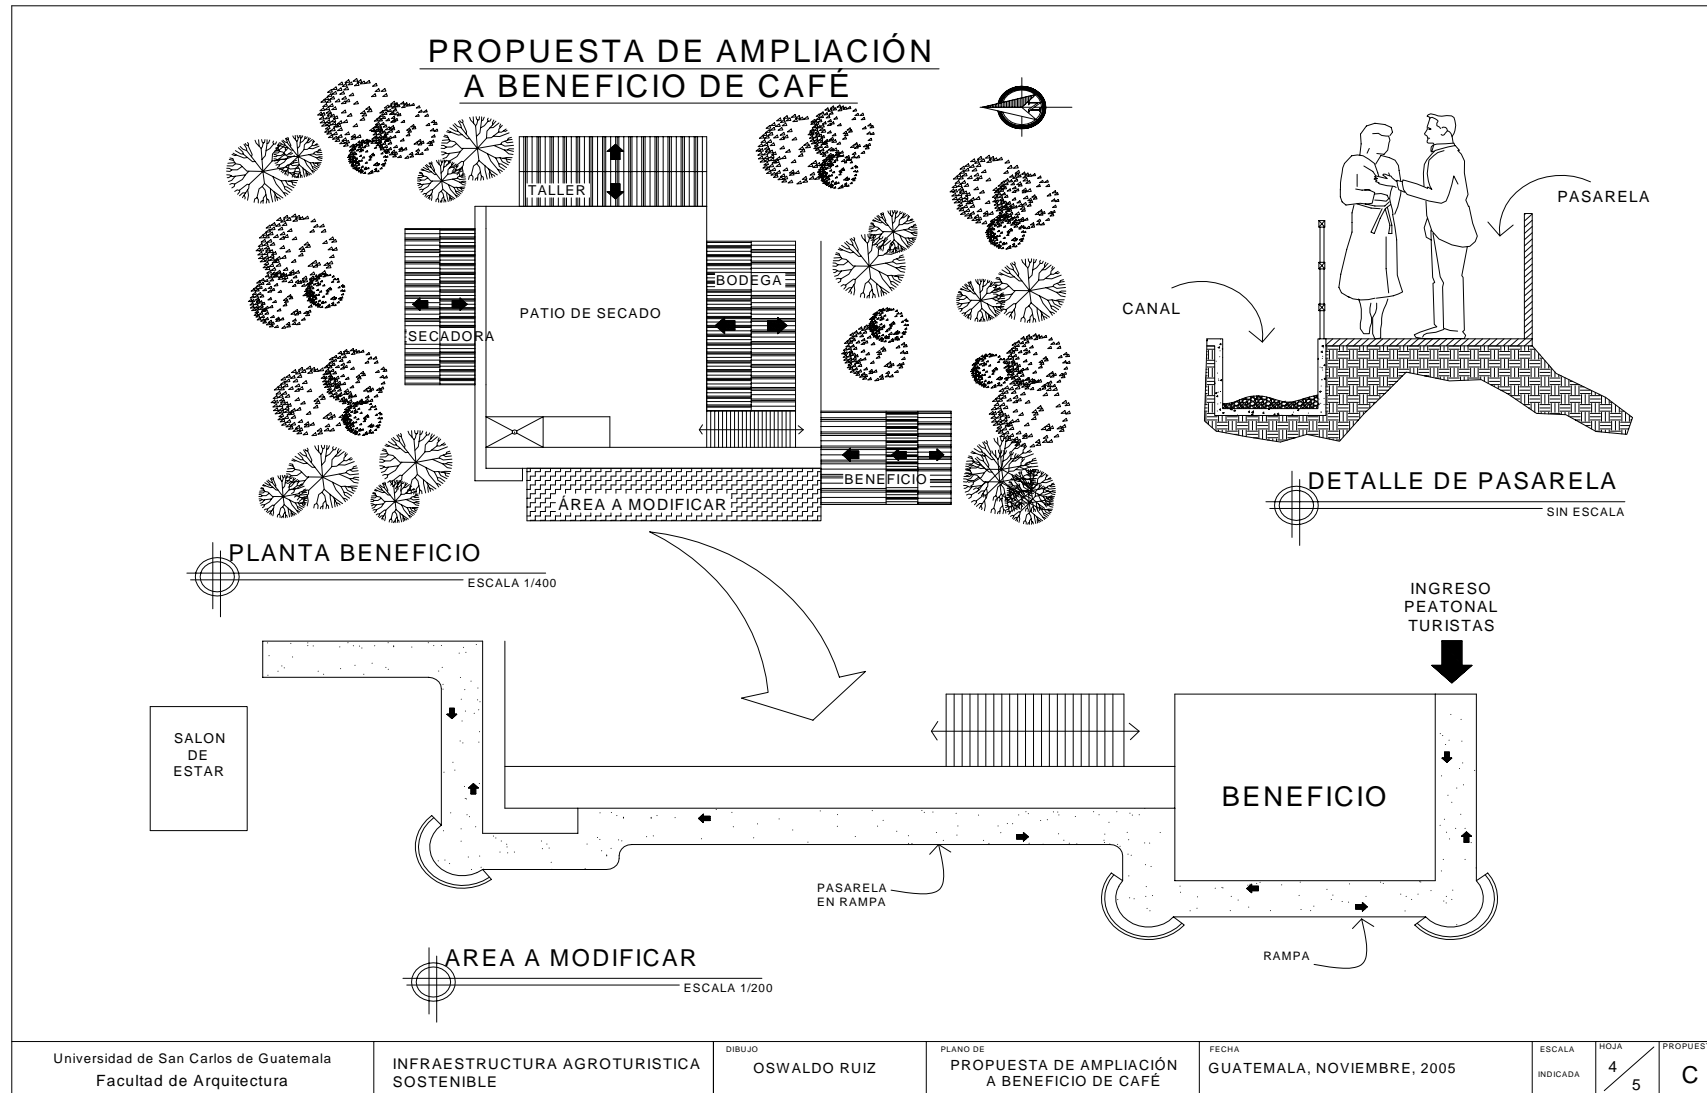 PROPUESTA DE AMPLIACIÓN
A BENEFICIO DE CAFÉ
TALLER
BODEGA
PATIO DE SECADO
SECADORA
BENEFICIO
ÁREA A MODIFICAR
PLANTA BENEFICIO
ESCALA 1/400
PASARELA
CANAL
DETALLE DE PASARELA
SIN ESCALA
INGRESO
PEATONAL
TURISTAS
SALON
DE
ESTAR
BENEFICIO
PASARELA
EN RAMPA
RAMPA
AREA A MODIFICAR
ESCALA 1/200
Universidad de San Carlos de Guatemala
Facultad de Arquitectura
INFRAESTRUCTURA AGROTURISTICA
SOSTENIBLE
DIBUJO
OSWALDO RUIZ
PLANO DE
PROPUESTA DE AMPLIACIÓN
A BENEFICIO DE CAFÉ
FECHA
GUATEMALA, NOVIEMBRE, 2005
ESCALA
INDICADA
HOJA
4
5
PROPUEST
C